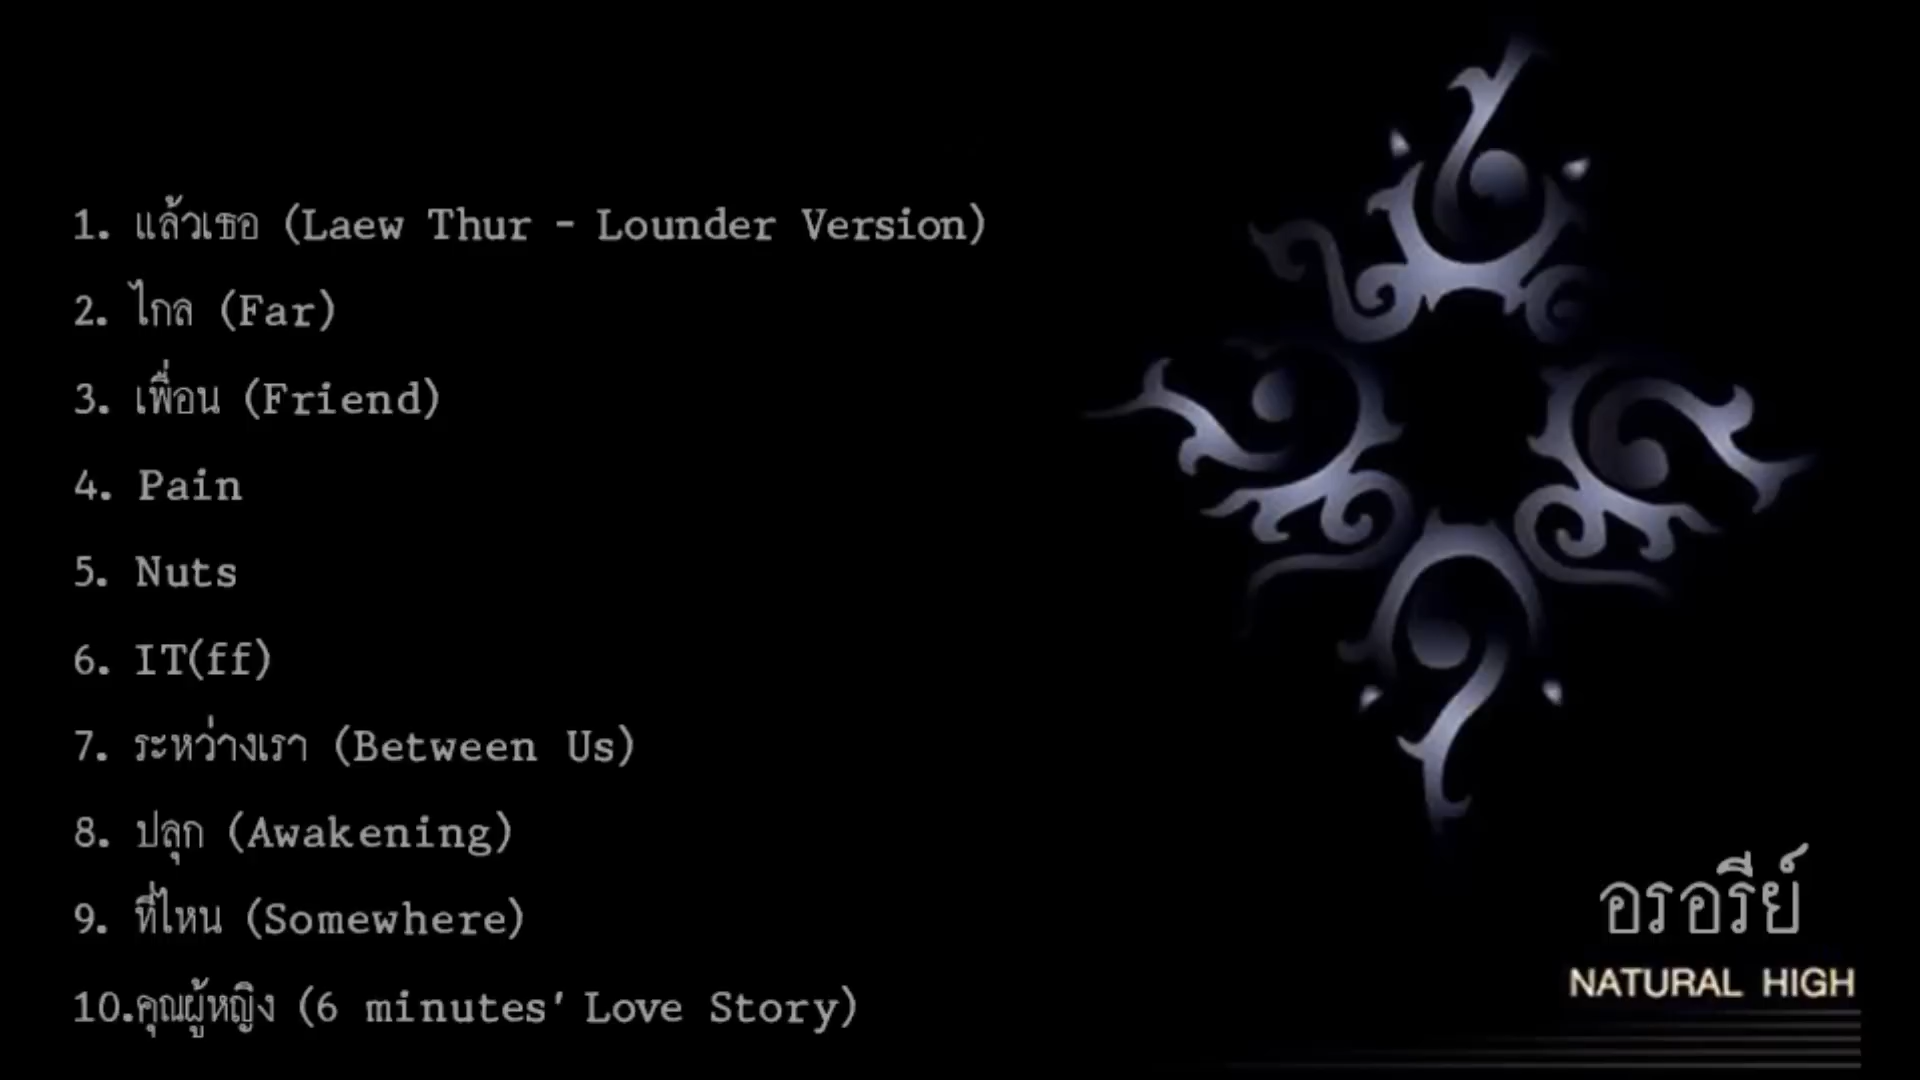 1. แล้วเธอ (Laew Thur - Lounder Version)
2. ไกล (Far)
3. เพื่อน (Friend)
4. Pain
5. Nuts
6. IT(ff)
7. ระหว่างเรา (Between Us)
8. ปลุก (Awakening)
9. ที่ไหน (Somewhere)
10.คุณผู้หญิง (6 minutes' Love Story)
อรอรีย์
NATURAL HIGH